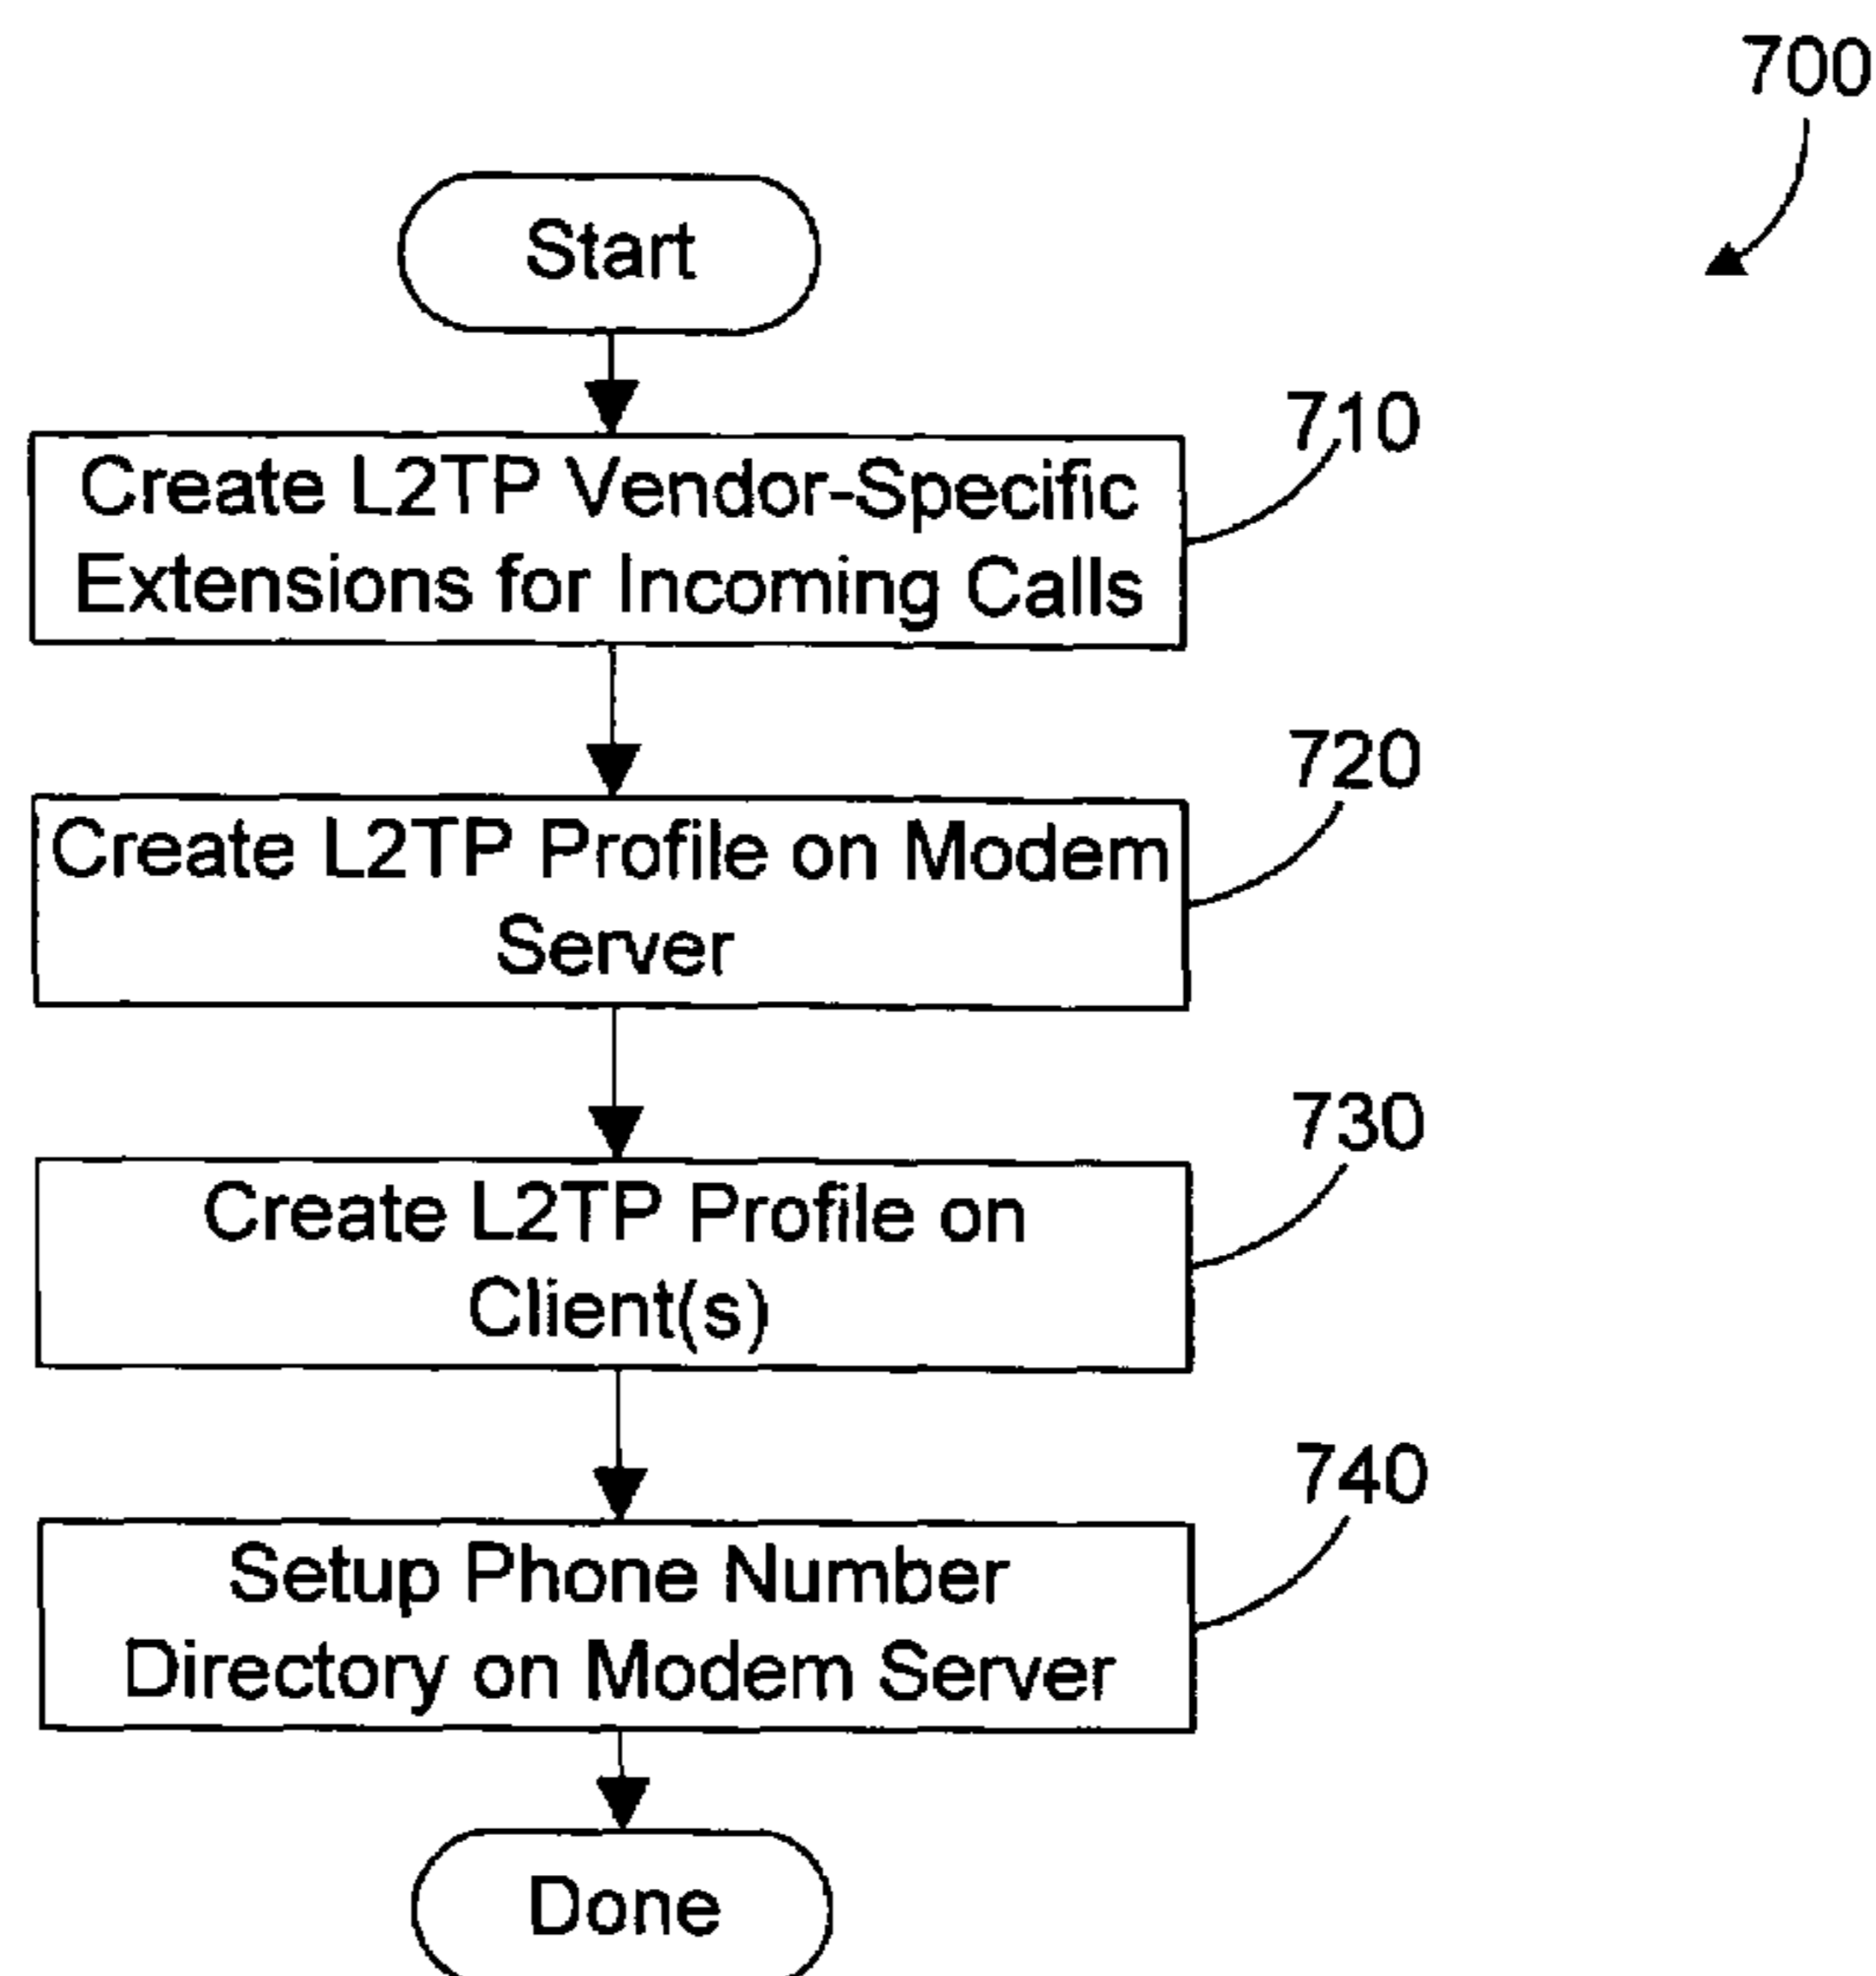 700
Start
710
Create L2TP Vendor-Specific
Extensions for Incoming Calls
720
Create L2TP Profile on Modem
Server
730
Create L2TP Profile on
Client(s)
740
Setup Phone Number
Directory on Modem Server
Done